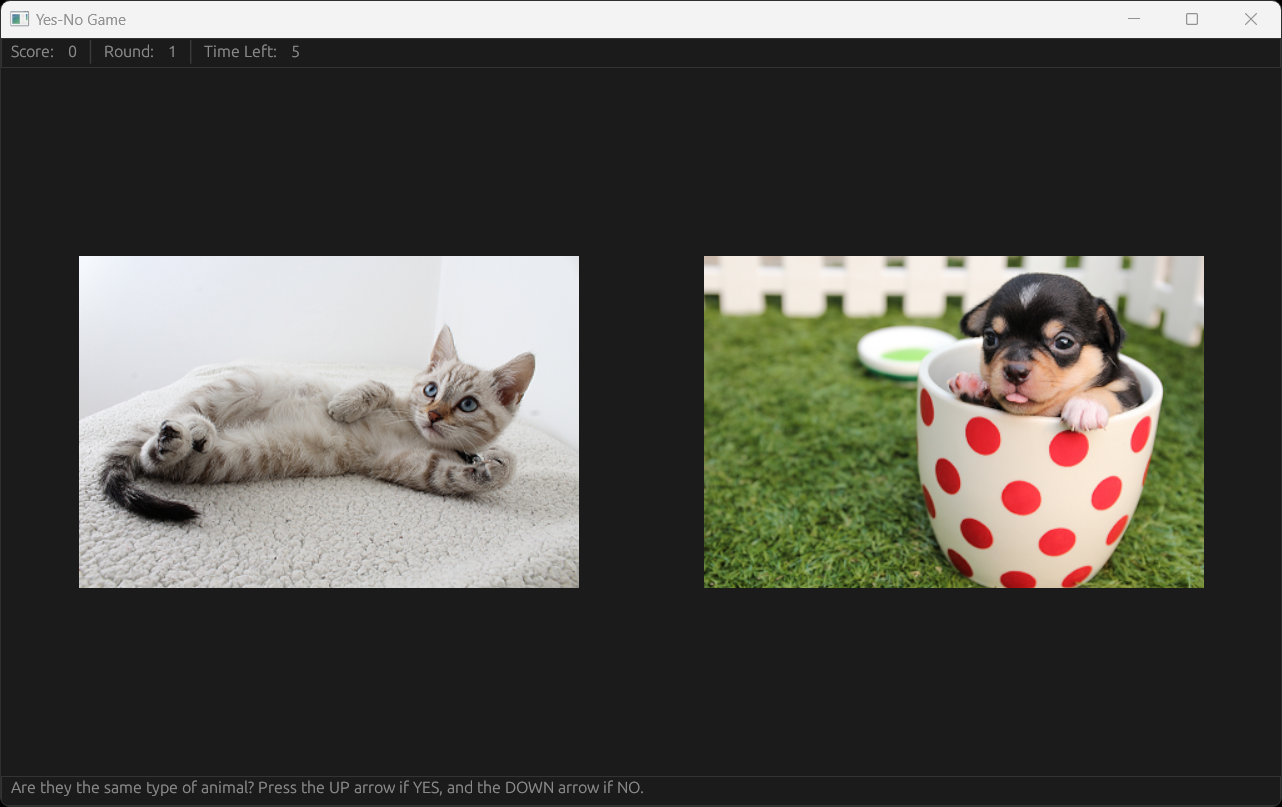 Yes-No Game
Score: 0 Round: 1 Time Left: 5
Are they the same type of animal? Press the UP arrow if YES, and the DOWN arrow if NO.